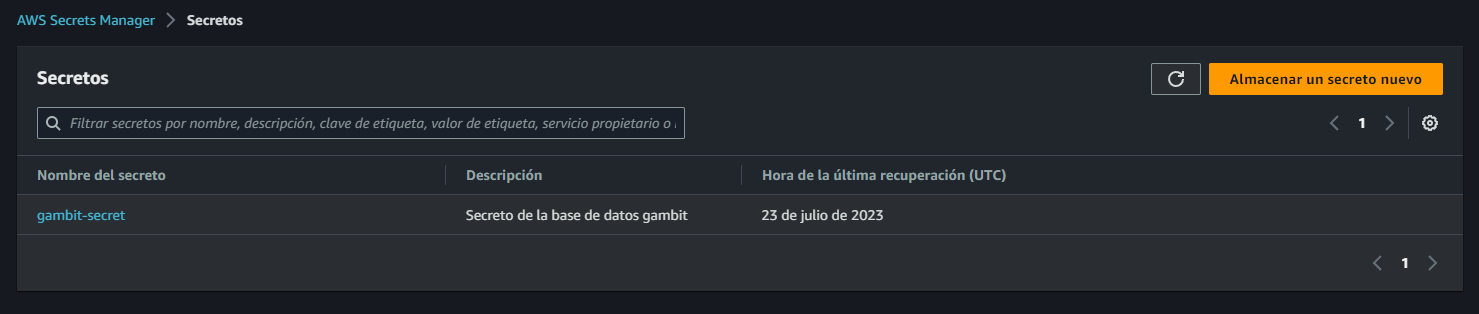 AWS Secrets Manager > Secretos
Secretos
Almacenar un secreto nuevo
Filtrar secretos por nombre, descripción, clave de etiqueta, valor de etiqueta, servicio propietario o
1
Nombre del secreto Descripción Hora de la última recuperación (UTC)
gambit-secret Secreto de la base de datos gambit 23 de julio de 2023
1